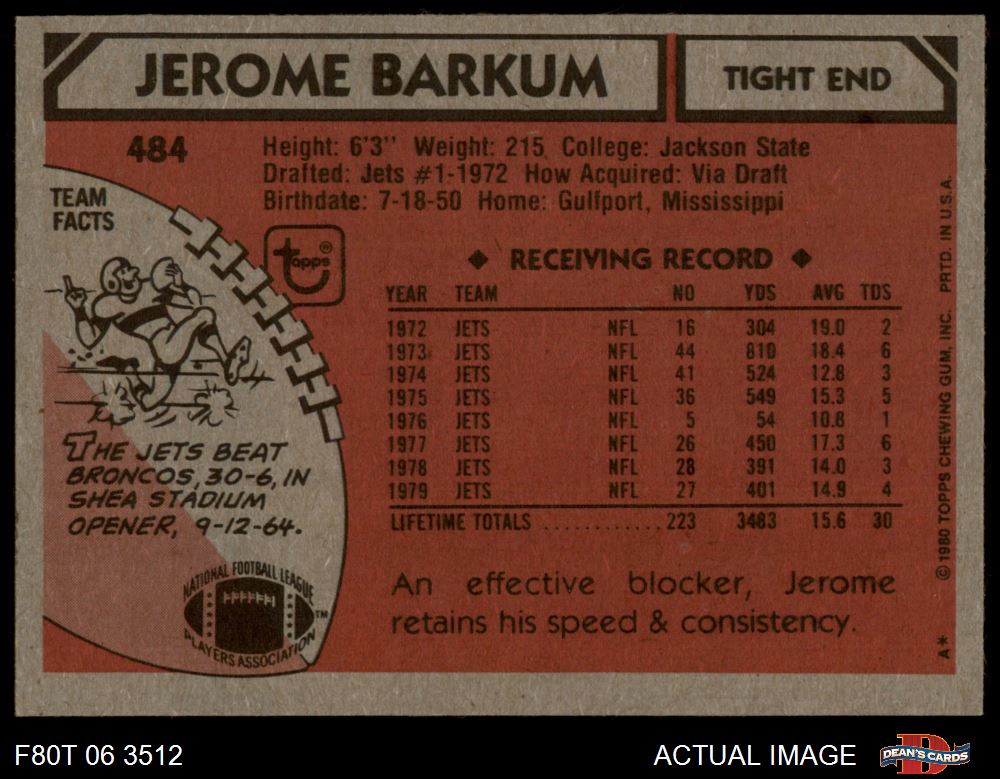 JEROME BARKUM
TIGHT END
484
Height: 6'3" Weight: 215 College: Jackson State
Drafted: Jets #1-1972 How Acquired: Via Draft
Birthdate: 7-18-50 Home: Gulfport, Mississippi
TEAM
FACTS
topps®
◆ RECEIVING RECORD ◆
YEAR TEAM NO YDS AVG TDS
1972 JETS NFL 16 304 19.0 2
1973 JETS NFL 44 810 18.4 6
1974 JETS NFL 41 524 12.8 3
1975 JETS NFL 36 549 15.3 5
1976 JETS NFL 5 54 10.8 1
1977 JETS NFL 26 450 17.3 6
1978 JETS NFL 28 391 14.0 3
1979 JETS NFL 27 401 14.9 4
LIFETIME TOTALS ............ 223 3483 15.6 30
THE JETS BEAT
BRONCOS, 30-6, IN
SHEA STADIUM
OPENER, 9-12-64.
NATIONAL FOOTBALL LEAGUE
PLAYERS ASSOCIATION
TM
An effective blocker, Jerome
retains his speed & consistency.
A* © 1980 TOPPS CHEWING GUM, INC. PRTD. IN U.S.A.
F80T 06 3512
ACTUAL IMAGE
DEAN'S CARDS